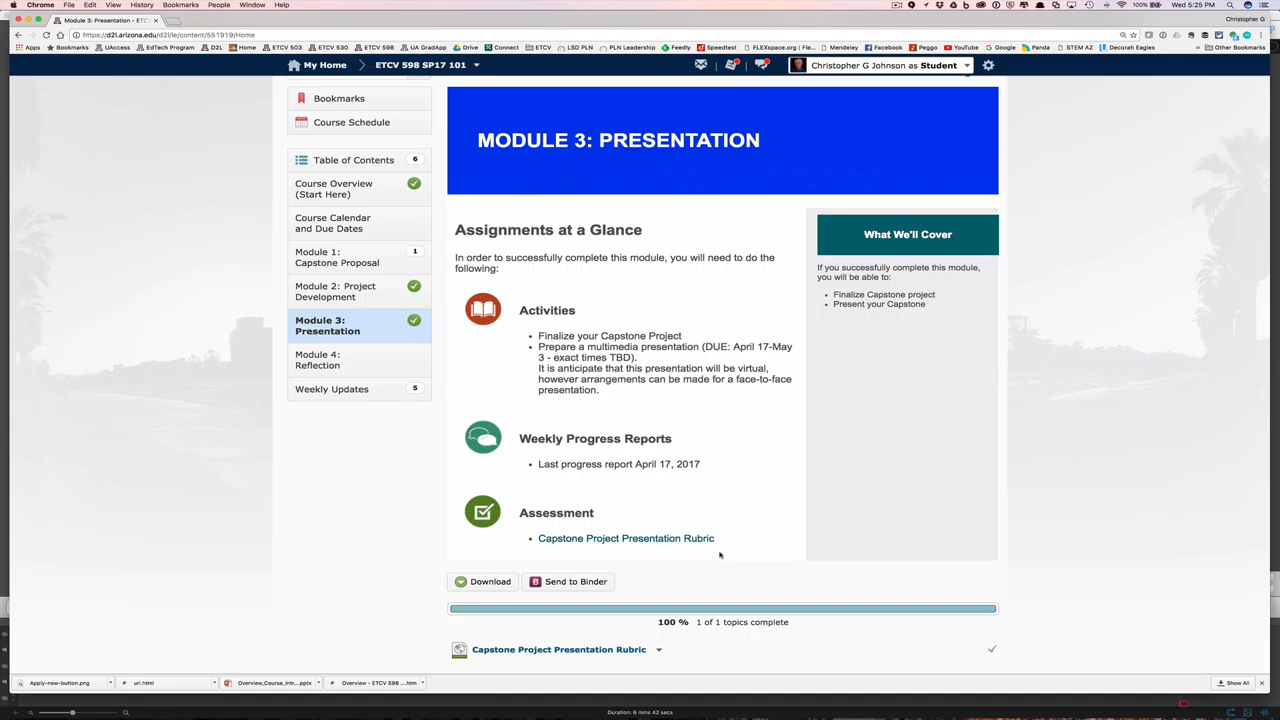 Chrome File Edit View History Bookmarks People Window Help
100% Wed 5:25 PM
Module 3: Presentation - ETC
Christopher G
https://d2l.arizona.edu/d2l/le/content/551919/Home
Apps Bookmarks UAccess EdTech Program D2L ETCV 503 ETCV 530 ETCV 598 UA GradApp Drive Connect ETCV LSO PLN PLN Leadership Feedly Speedtest FLEXspace.org Mendeley Facebook Peggo YouTube Google Panda STEM AZ Decorah Eagles Other Bookmarks
My Home ETCV 598 SP17 101
Christopher G Johnson as Student
Bookmarks
Course Schedule
Table of Contents 6
Course Overview
(Start Here)
Course Calendar
and Due Dates
Module 1: 1
Capstone Proposal
Module 2: Project
Development
Module 3:
Presentation
Module 4:
Reflection
Weekly Updates 5
MODULE 3: PRESENTATION
Assignments at a Glance
In order to successfully complete this module, you will need to do the
following:
Activities
• Finalize your Capstone Project
• Prepare a multimedia presentation (DUE: April 17-May
3 - exact times TBD).
It is anticipate that this presentation will be virtual,
however arrangements can be made for a face-to-face
presentation.
Weekly Progress Reports
• Last progress report April 17, 2017
Assessment
• Capstone Project Presentation Rubric
What We'll Cover
If you successfully complete this module,
you will be able to:
• Finalize Capstone project
• Present your Capstone
Download Send to Binder
100 % 1 of 1 topics complete
Capstone Project Presentation Rubric
Apply-now-button.png url.html Overview_Course_Intr....pptx Overview - ETCV 598 ....htm Show All
Duration: 6 mins 42 secs